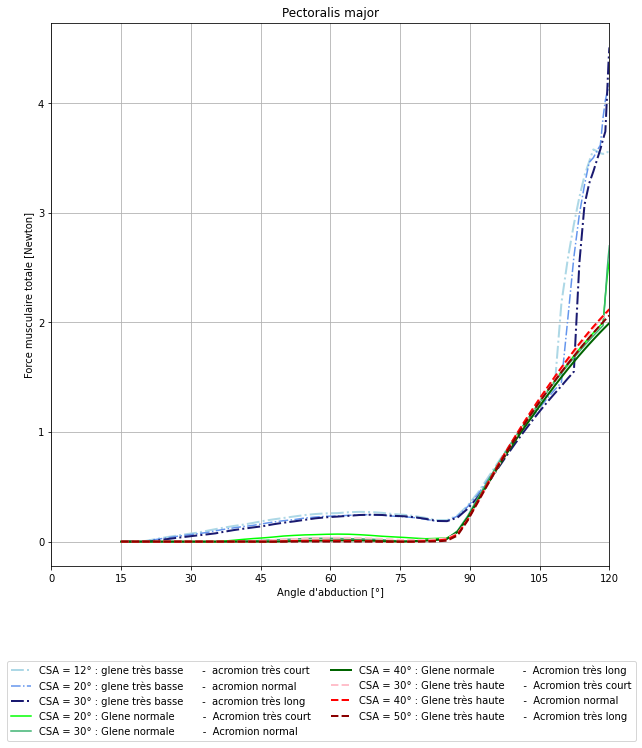 Pectoralis major
Force musculaire totale [Newton]
4
3
2
1
0
0 15 30 45 60 75 90 105 120
Angle d'abduction [°]
CSA = 12° : glene très basse - acromion très court
CSA = 20° : glene très basse - acromion normal
CSA = 30° : glene très basse - acromion très long
CSA = 20° : Glene normale - Acromion très court
CSA = 30° : Glene normale - Acromion normal
CSA = 40° : Glene normale - Acromion très long
CSA = 30° : Glene très haute - Acromion très court
CSA = 40° : Glene très haute - Acromion normal
CSA = 50° : Glene très haute - Acromion très long